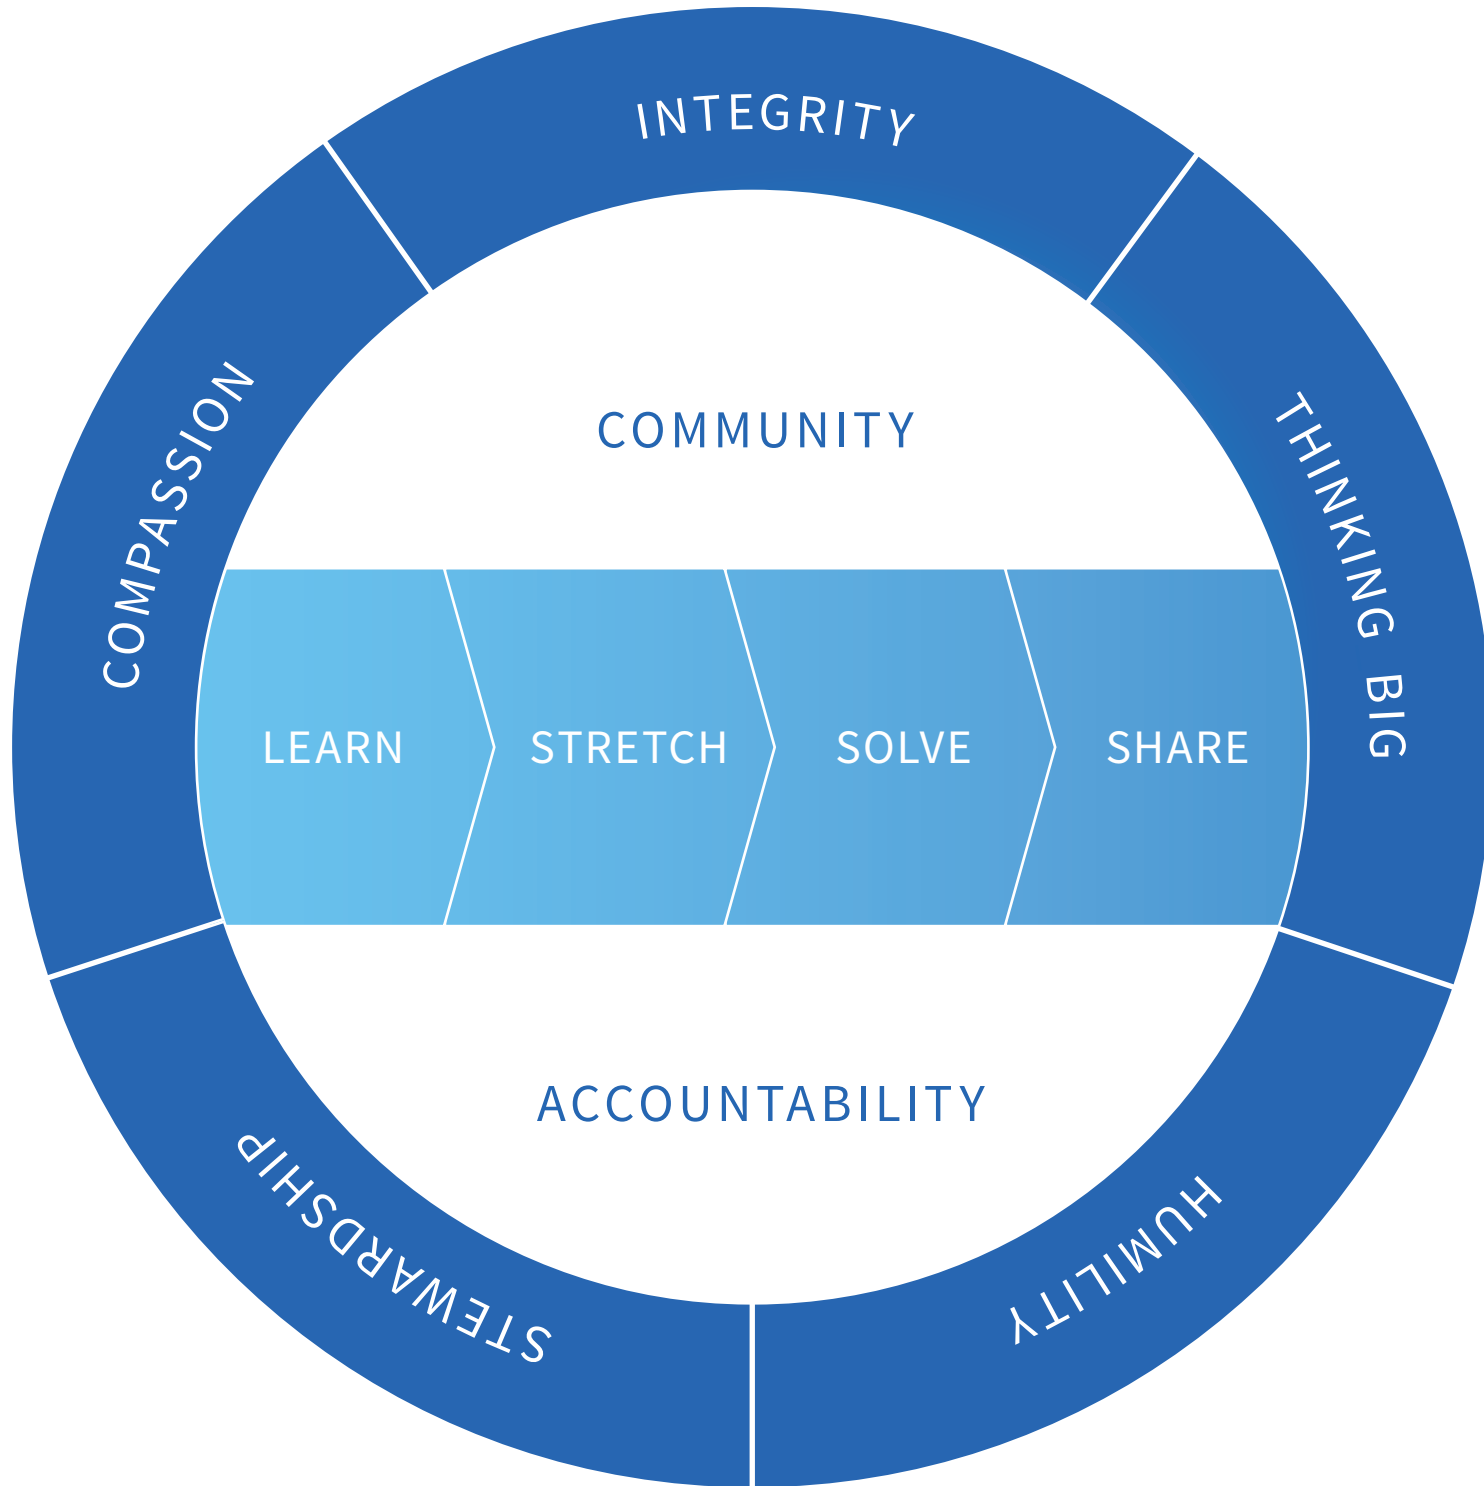 INTEGRITY
THINKING BIG
HUMILITY
STEWARDSHIP
COMPASSION
COMMUNITY
LEARN
STRETCH
SOLVE
SHARE
ACCOUNTABILITY